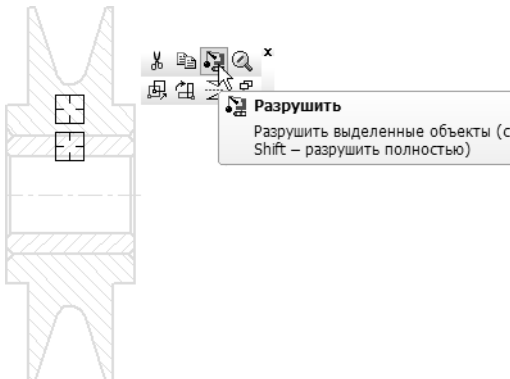 x
Разрушить
Разрушить выделенные объекты (с
Shift – разрушить полностью)